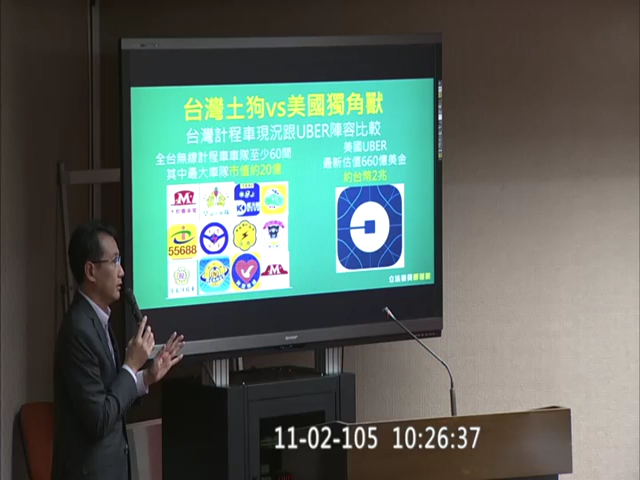 台灣土狗vs美國獨角獸
台灣計程車現況跟UBER陣容比較
全台無線計程車車隊至少60間
其中最大車隊市值約20億
美國UBER
最新估值660億美金
約台幣2兆
55688
SHARP
11-02-105 10:26:37